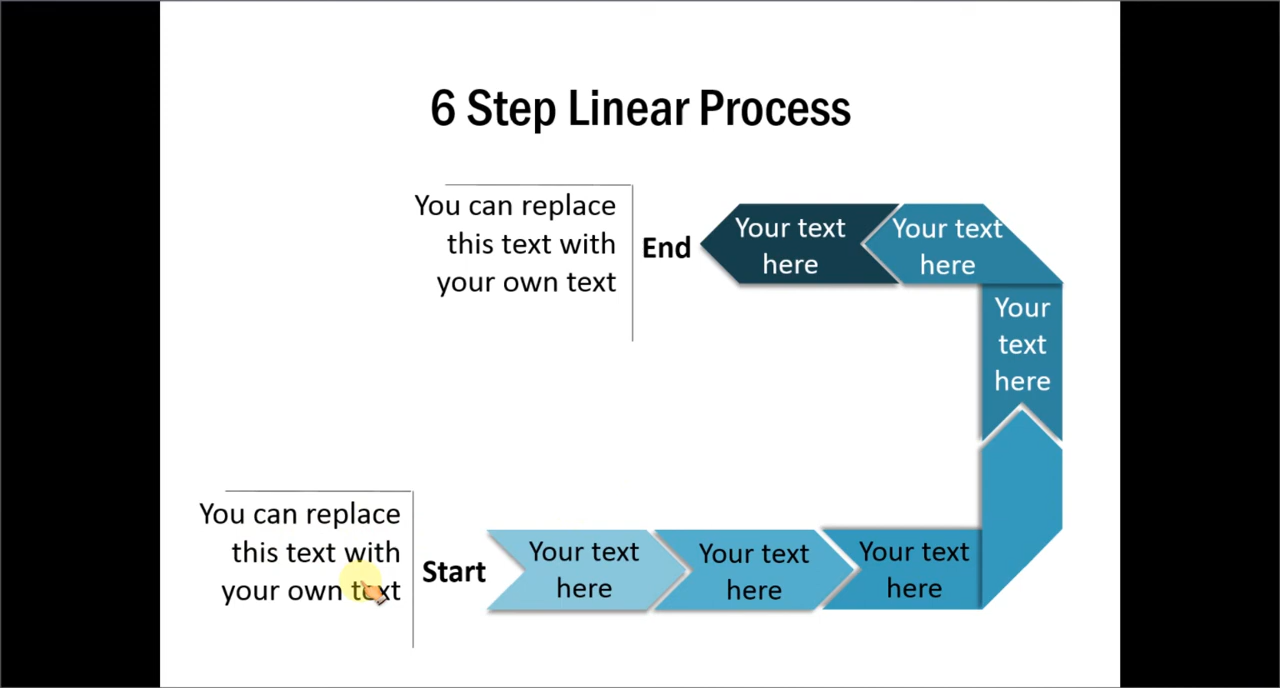 6 Step Linear Process
You can replace
this text with
your own text
End
Your text
here
Your text
here
Your
text
here
You can replace
this text with
your own text
Start
Your text
here
Your text
here
Your text
here